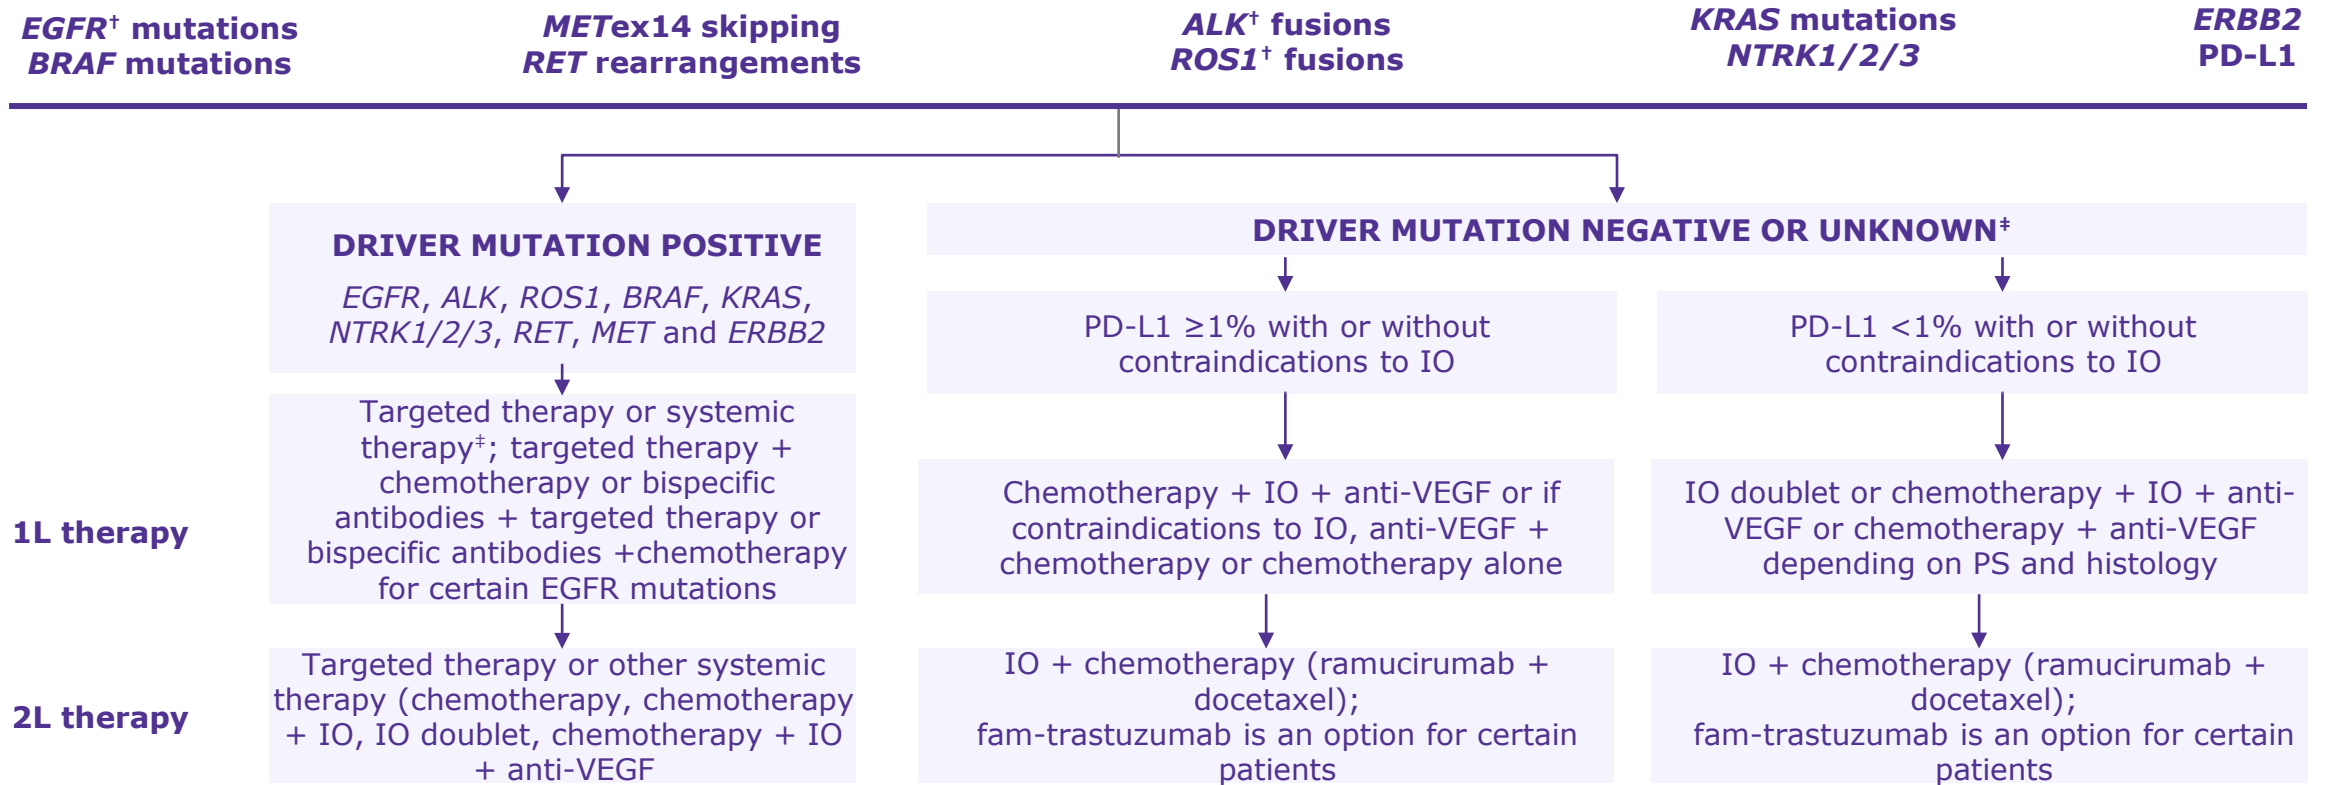 EGFR† mutations
BRAF mutations
METex14 skipping
RET rearrangements
ALK† fusions
ROS1† fusions
KRAS mutations
NTRK1/2/3
ERBB2
PD-L1
DRIVER MUTATION POSITIVE
EGFR, ALK, ROS1, BRAF, KRAS,
NTRK1/2/3, RET, MET and ERBB2
DRIVER MUTATION NEGATIVE OR UNKNOWN‡
PD-L1 ≥1% with or without
contraindications to IO
PD-L1 <1% with or without
contraindications to IO
1L therapy
Targeted therapy or systemic
therapy‡; targeted therapy +
chemotherapy or bispecific
antibodies + targeted therapy or
bispecific antibodies +chemotherapy
for certain EGFR mutations
Chemotherapy + IO + anti-VEGF or if
contraindications to IO, anti-VEGF +
chemotherapy or chemotherapy alone
IO doublet or chemotherapy + IO + anti-
VEGF or chemotherapy + anti-VEGF
depending on PS and histology
2L therapy
Targeted therapy or other systemic
therapy (chemotherapy, chemotherapy
+ IO, IO doublet, chemotherapy + IO
+ anti-VEGF
IO + chemotherapy (ramucirumab +
docetaxel);
fam-trastuzumab is an option for certain
patients
IO + chemotherapy (ramucirumab +
docetaxel);
fam-trastuzumab is an option for certain
patients